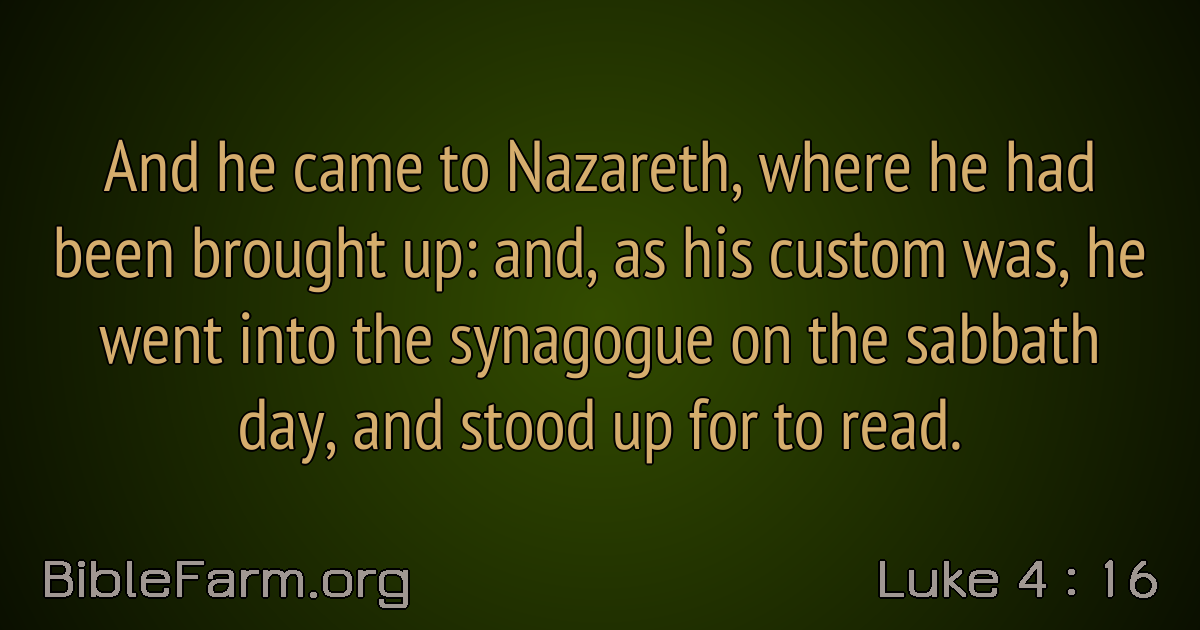 And he came to Nazareth, where he had
been brought up: and, as his custom was, he
went into the synagogue on the sabbath
day, and stood up for to read.
BibleFarm.org
Luke 4 : 16